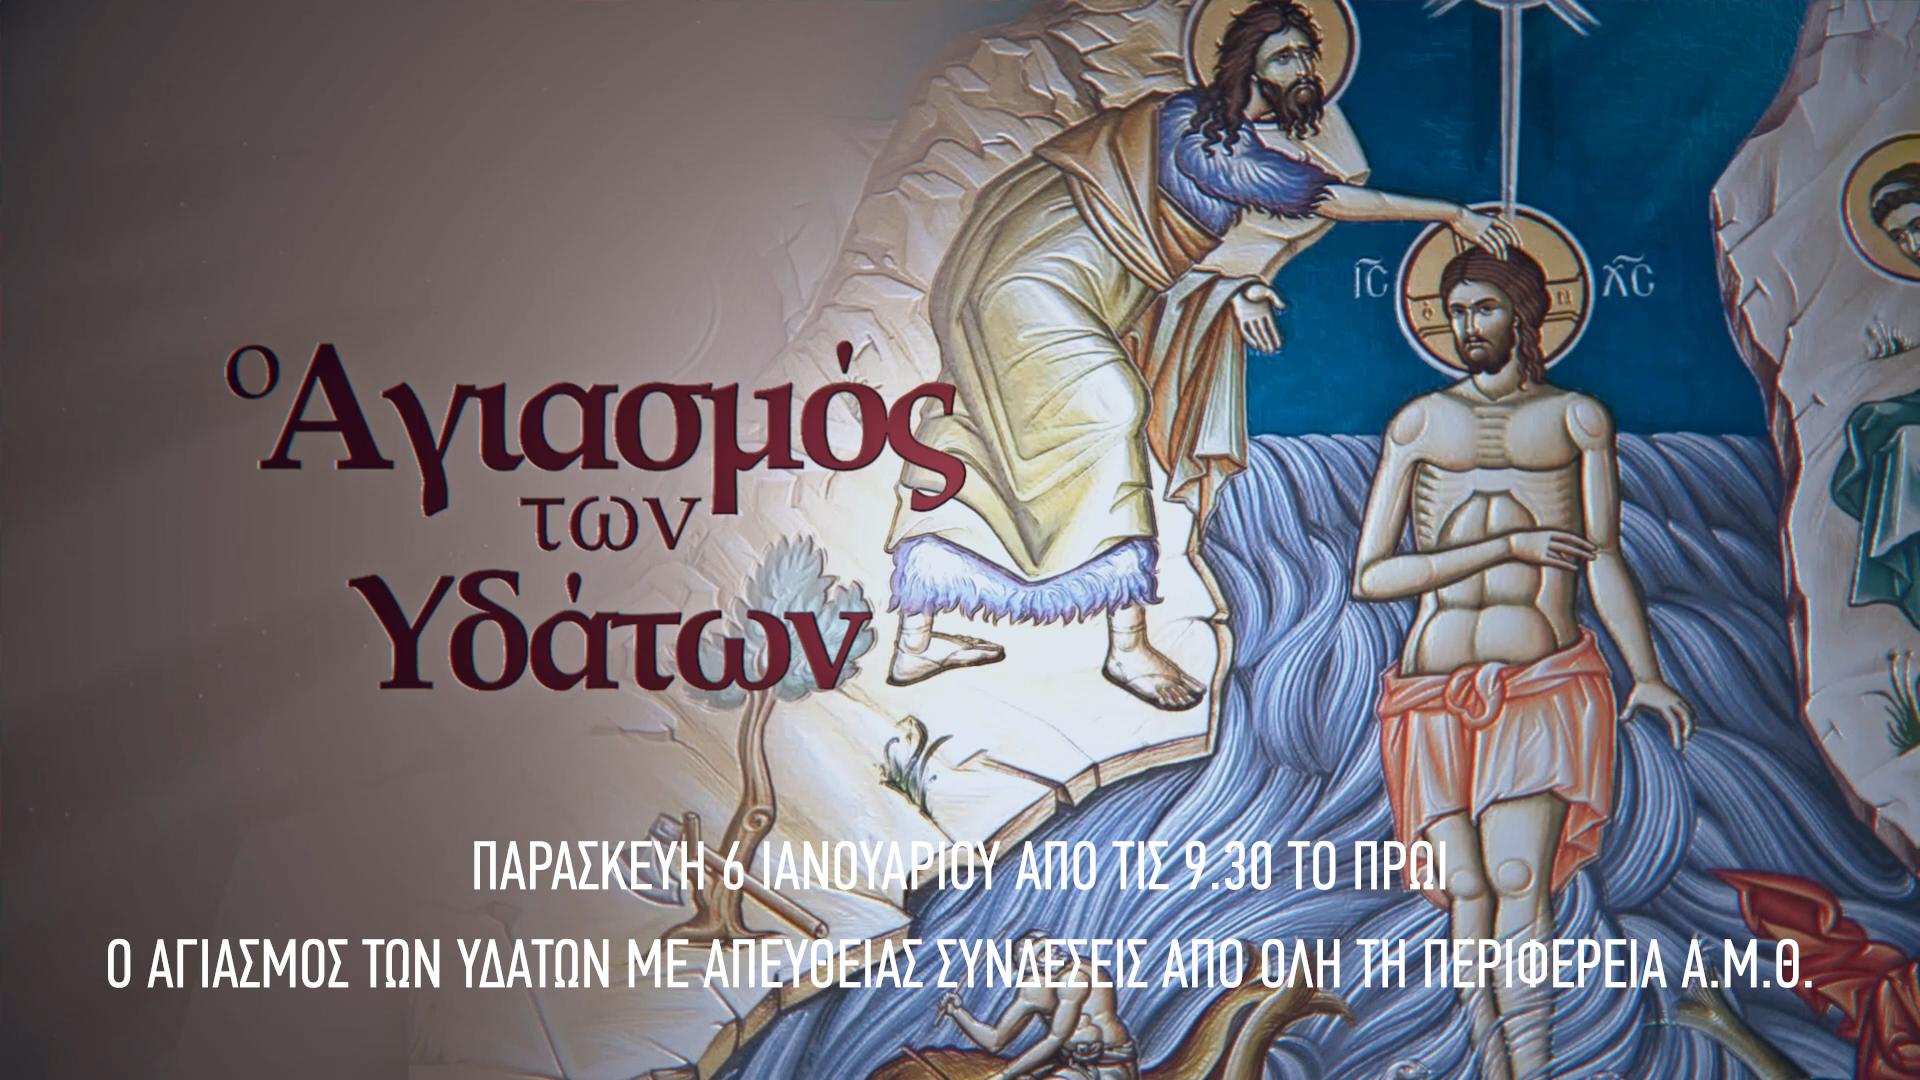 ο Αγιασμός
των
Υδάτων
ΙC ΧC
Ο Ν
ΠΑΡΑΣΚΕΥΗ 6 ΙΑΝΟΥΑΡΙΟΥ ΑΠΟ ΤΙΣ 9.30 ΤΟ ΠΡΩΙ
Ο ΑΓΙΑΣΜΟΣ ΤΩΝ ΥΔΑΤΩΝ ΜΕ ΑΠΕΥΘΕΙΑΣ ΣΥΝΔΕΣΕΙΣ ΑΠΟ ΟΛΗ ΤΗ ΠΕΡΙΦΕΡΕΙΑ Α.Μ.Θ.